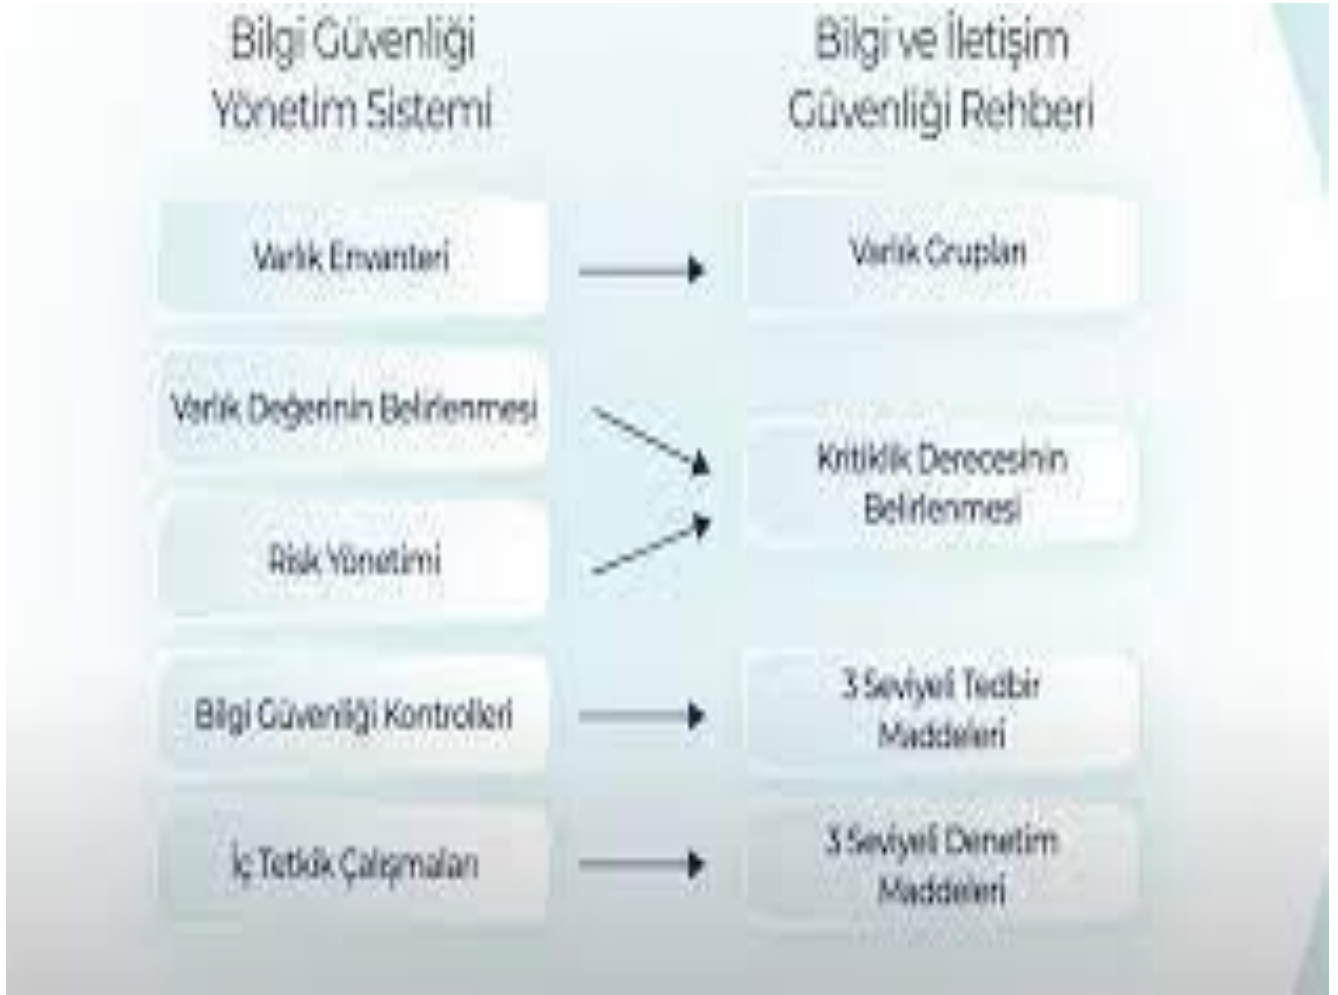 Bilgi Güvenliği
Yönetim Sistemi
Bilgi ve İletişim
Güvenliği Rehberi
Varlık Envanteri
Varlık Grupları
Varlık Değerinin Belirlenmesi
Kritiklik Derecesinin
Belirlenmesi
Risk Yönetimi
Bilgi Güvenliği Kontrolleri
3 Seviyeli Tedbir
Maddeleri
İç Tetkik Çalışmaları
3 Seviyeli Denetim
Maddeleri